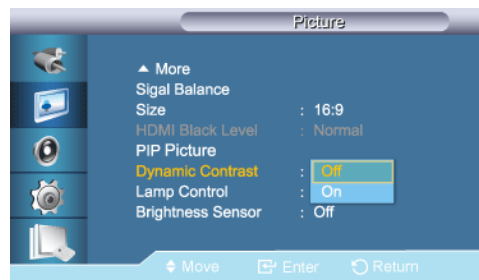 Picture
▲ More
Sigal Balance
Size : 16:9
HDMI Black Level : Normal
PIP Picture
Dynamic Contrast : Off
Lamp Control : On
Brightness Sensor : Off
Move Enter Return